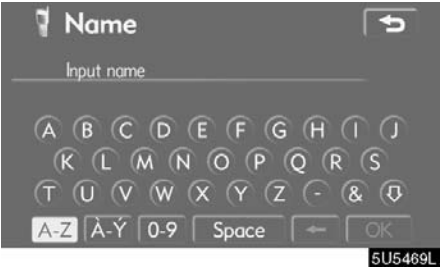 Name
Input name
A B C D E F G H I J
K L M N O P Q R S
T U V W X Y Z - &
A-Z À-Ý 0-9 Space OK
5U5469L